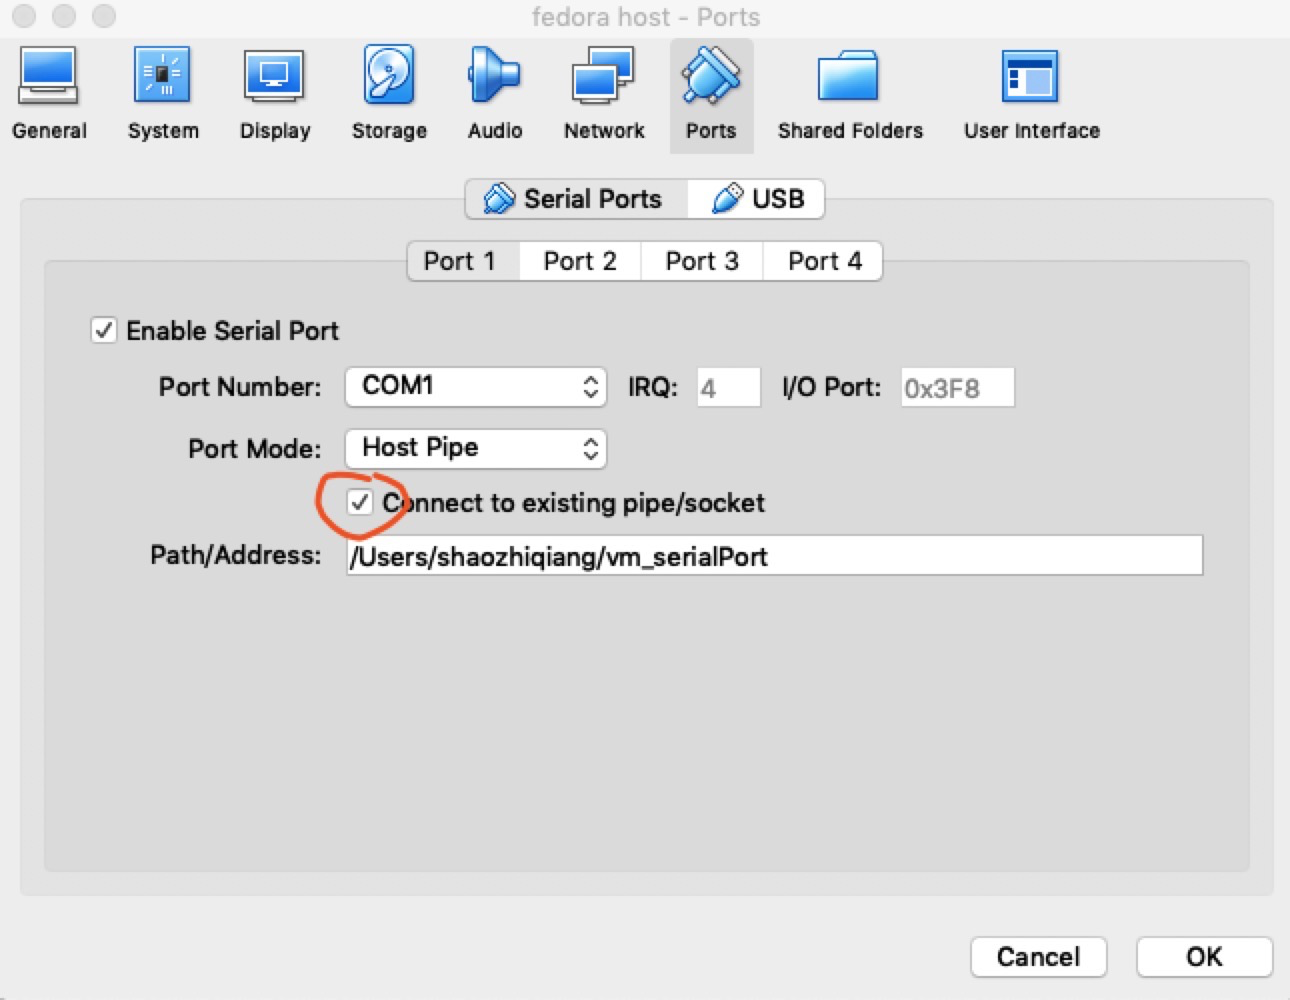 fedora host - Ports
General System Display Storage Audio Network Ports Shared Folders User Interface
Serial Ports USB
Port 1 Port 2 Port 3 Port 4
Enable Serial Port
Port Number: COM1 IRQ: 4 I/O Port: 0x3F8
Port Mode: Host Pipe
Connect to existing pipe/socket
Path/Address: /Users/shaozhiqiang/vm_serialPort
Cancel OK